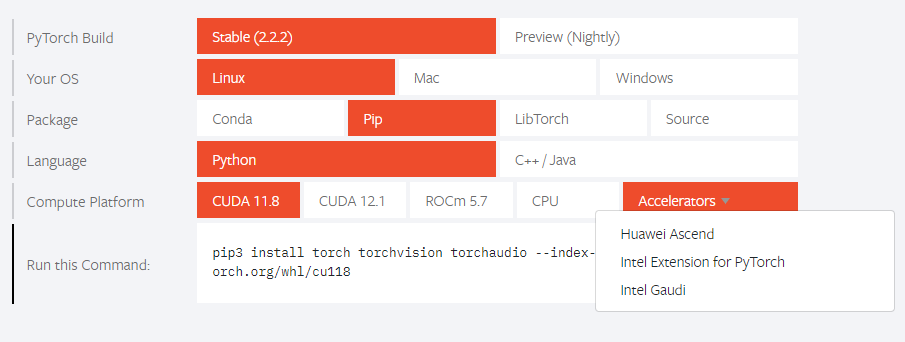 PyTorch Build Stable (2.2.2) Preview (Nightly)
Your OS Linux Mac Windows
Package Conda Pip LibTorch Source
Language Python C++ / Java
Compute Platform CUDA 11.8 CUDA 12.1 ROCm 5.7 CPU Accelerators
Run this Command:
pip3 install torch torchvision torchaudio --index-
orch.org/whl/cu118
Huawei Ascend
Intel Extension for PyTorch
Intel Gaudi